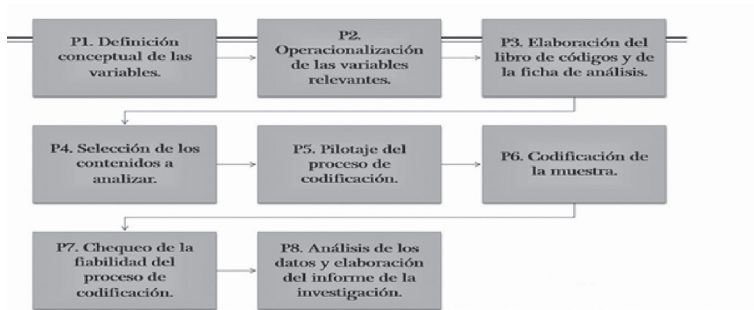 P1. Definición
conceptual de las
variables.
P2.
Operacionalización
de las variables
relevantes.
P3. Elaboración del
libro de códigos y de
la ficha de análisis.
P4. Selección de los
contenidos a
analizar.
P5. Pilotaje del
proceso de
codificación.
P6. Codificación de
la muestra.
P7. Chequeo de la
fiabilidad del
proceso de
codificación.
P8. Análisis de los
datos y elaboración
del informe de la
investigación.